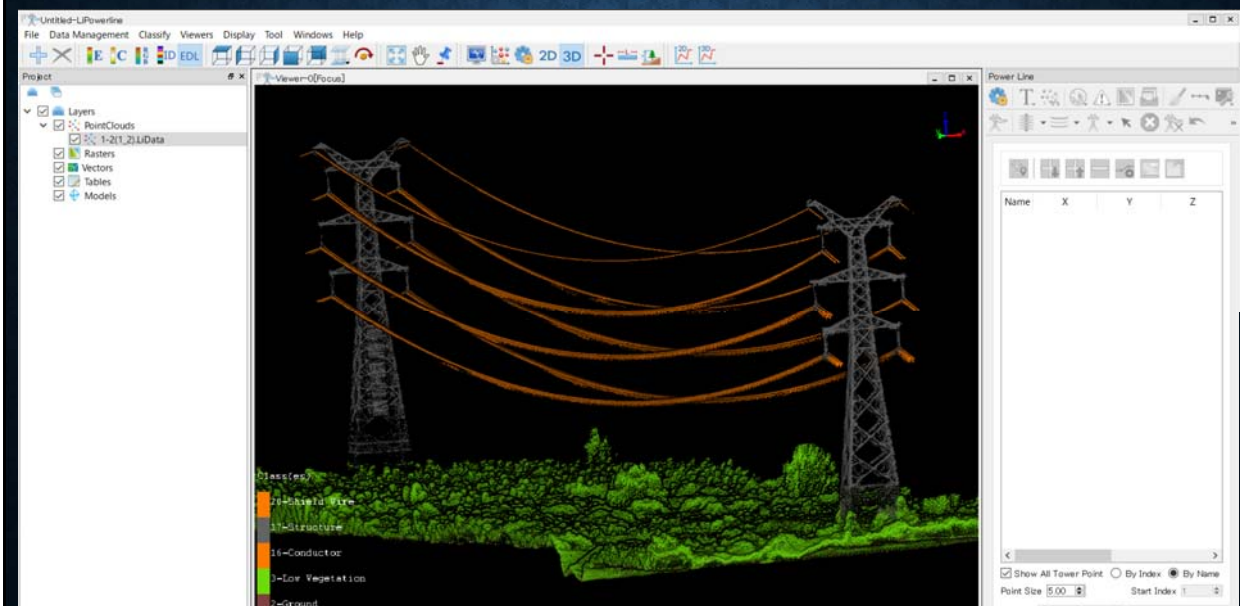 Untitled-LiPowerline
File Data Management Classify Viewers Display Tool Windows Help
E C ID EDL 2D 3D
Project
Viewer-0[Focus]
Power Line
Layers
PointClouds
1-2(1_2).LiData
Rasters
Vectors
Tables
Models
Name X Y Z
Class(es)
17-Structure
16-Conductor
3-Low Vegetation
2-Ground
Show All Tower Point By Index By Name
Point Size 5.00 Start Index 1